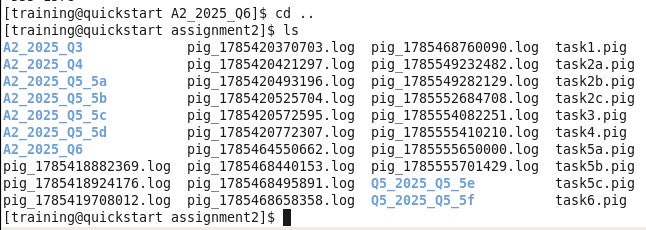 [training@quickstart A2_2025_Q6]$ cd ..
[training@quickstart assignment2]$ ls
A2_2025_Q3 pig_1785420370703.log pig_1785468760090.log task1.pig
A2_2025_Q4 pig_1785420421297.log pig_1785549232482.log task2a.pig
A2_2025_Q5_5a pig_1785420493196.log pig_1785549282129.log task2b.pig
A2_2025_Q5_5b pig_1785420525704.log pig_1785552684708.log task2c.pig
A2_2025_Q5_5c pig_1785420572595.log pig_1785554082251.log task3.pig
A2_2025_Q5_5d pig_1785420772307.log pig_1785555410210.log task4.pig
A2_2025_Q6 pig_1785464550662.log pig_1785555650000.log task5a.pig
pig_1785418882369.log pig_1785468440153.log pig_1785555701429.log task5b.pig
pig_1785418924176.log pig_1785468495891.log Q5_2025_Q5_5e task5c.pig
pig_1785419708012.log pig_1785468658358.log Q5_2025_Q5_5f task6.pig
[training@quickstart assignment2]$